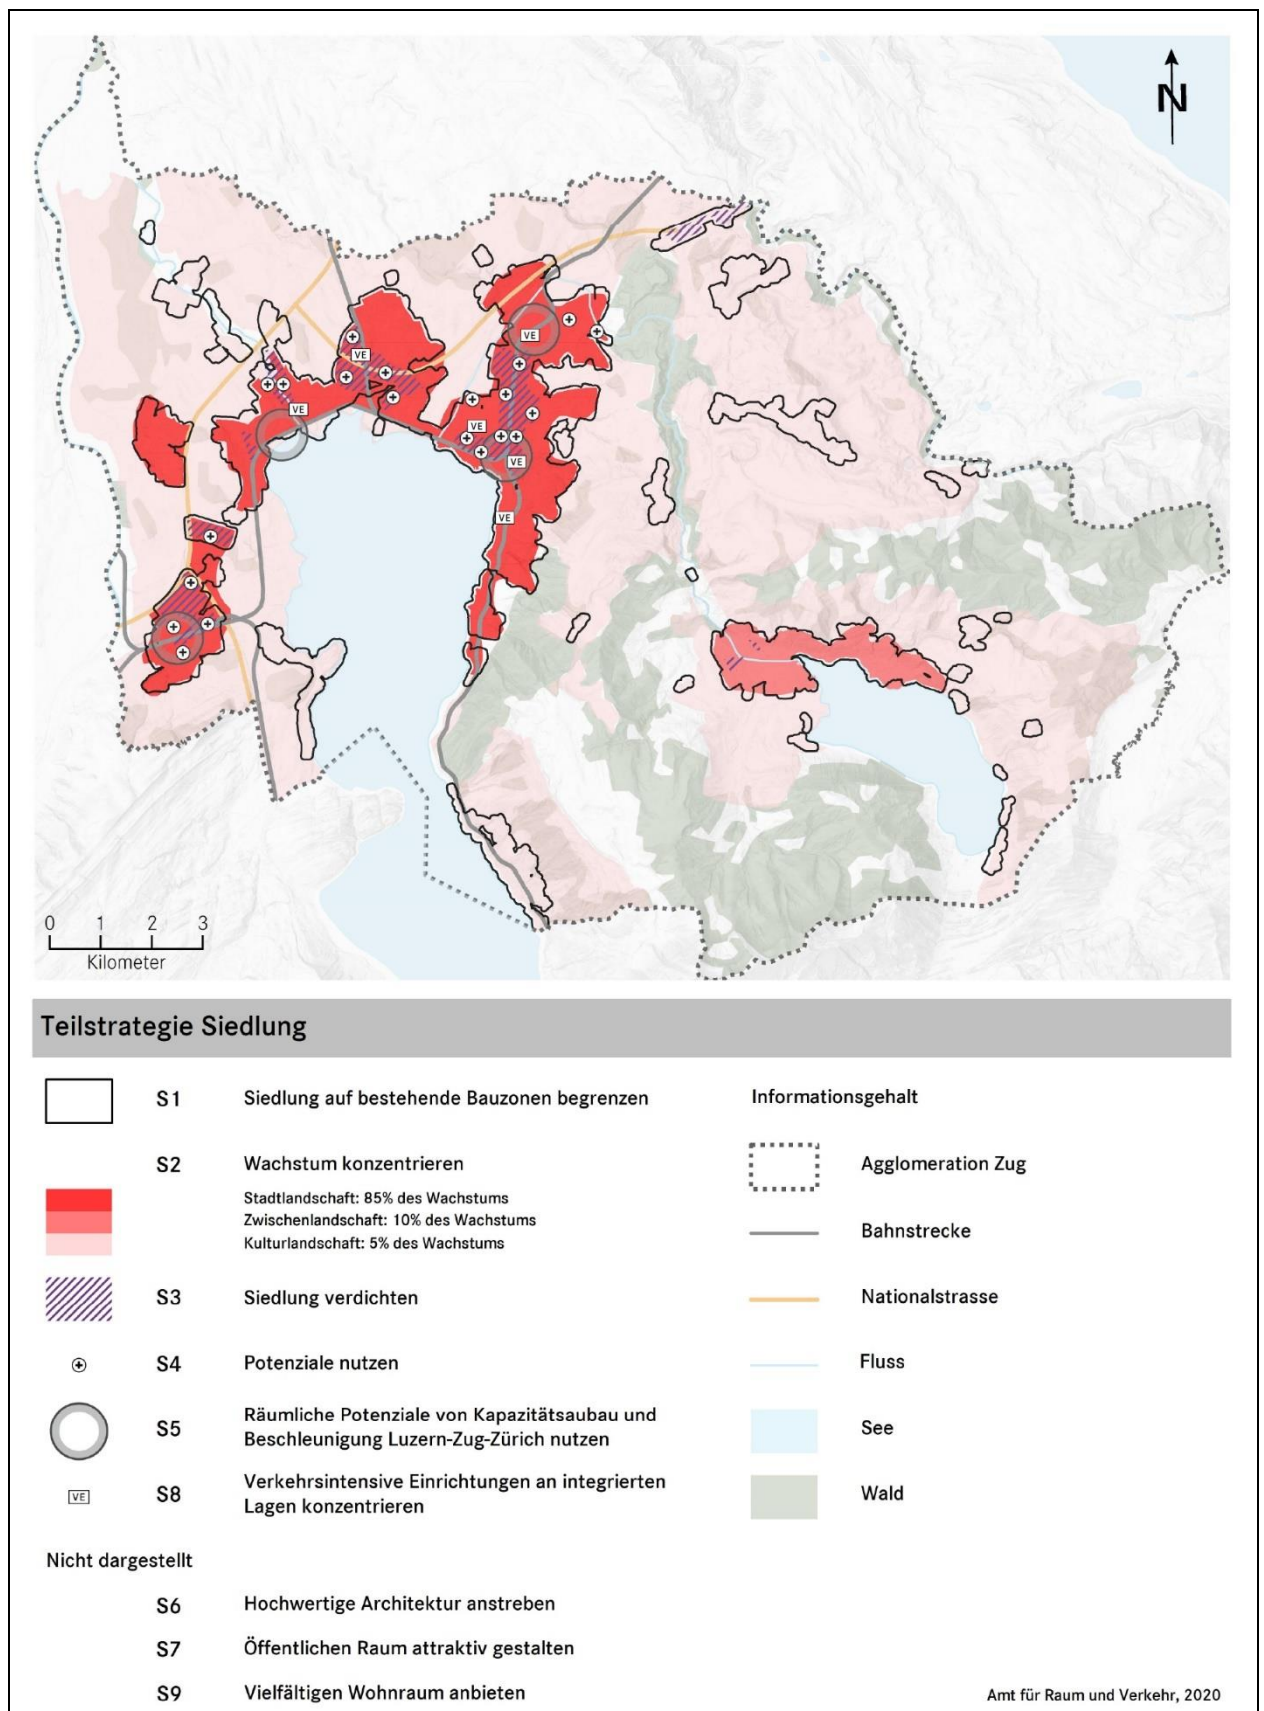 N
VE
VE
VE
VE
VE
VE
0 1 2 3
Kilometer
Teilstrategie Siedlung
S1 Siedlung auf bestehende Bauzonen begrenzen
Informationsgehalt
S2 Wachstum konzentrieren
Stadtlandschaft: 85% des Wachstums
Zwischenlandschaft: 10% des Wachstums
Kulturlandschaft: 5% des Wachstums
Agglomeration Zug
Bahnstrecke
S3 Siedlung verdichten
Nationalstrasse
S4 Potenziale nutzen
Fluss
S5 Räumliche Potenziale von Kapazitätsaubau und
Beschleunigung Luzern-Zug-Zürich nutzen
See
VE S8 Verkehrsintensive Einrichtungen an integrierten
Lagen konzentrieren
Wald
Nicht dargestellt
S6 Hochwertige Architektur anstreben
S7 Öffentlichen Raum attraktiv gestalten
S9 Vielfältigen Wohnraum anbieten
Amt für Raum und Verkehr, 2020